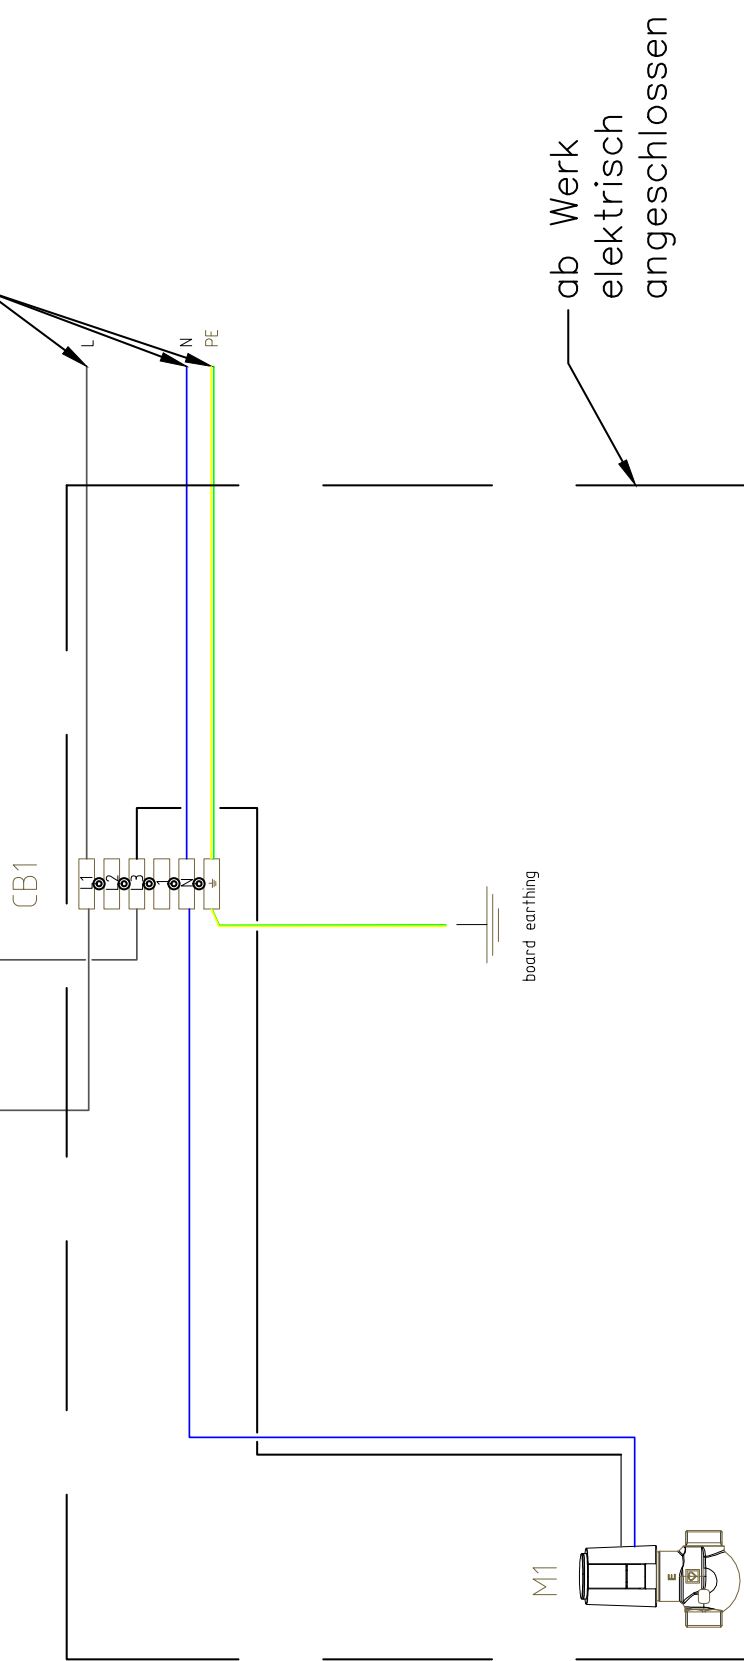 ab Werk
elektrisch
angeschlossen
L
N
PE
CB1
L1
L2
L3
1
N
board earthing
M1
E